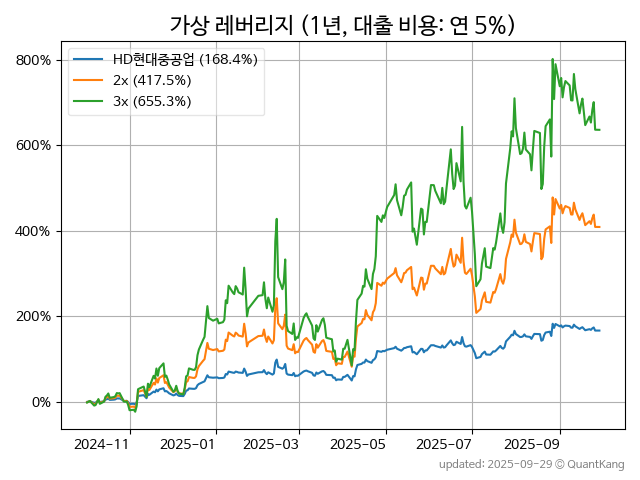 가상 레버리지 (1년, 대출 비용: 연 5%)
HD현대중공업 (168.4%)
2x (417.5%)
3x (655.3%)
800%
600%
400%
200%
0%
2024-11
2025-01
2025-03
2025-05
2025-07
2025-09
updated: 2025-09-29 © QuantKang